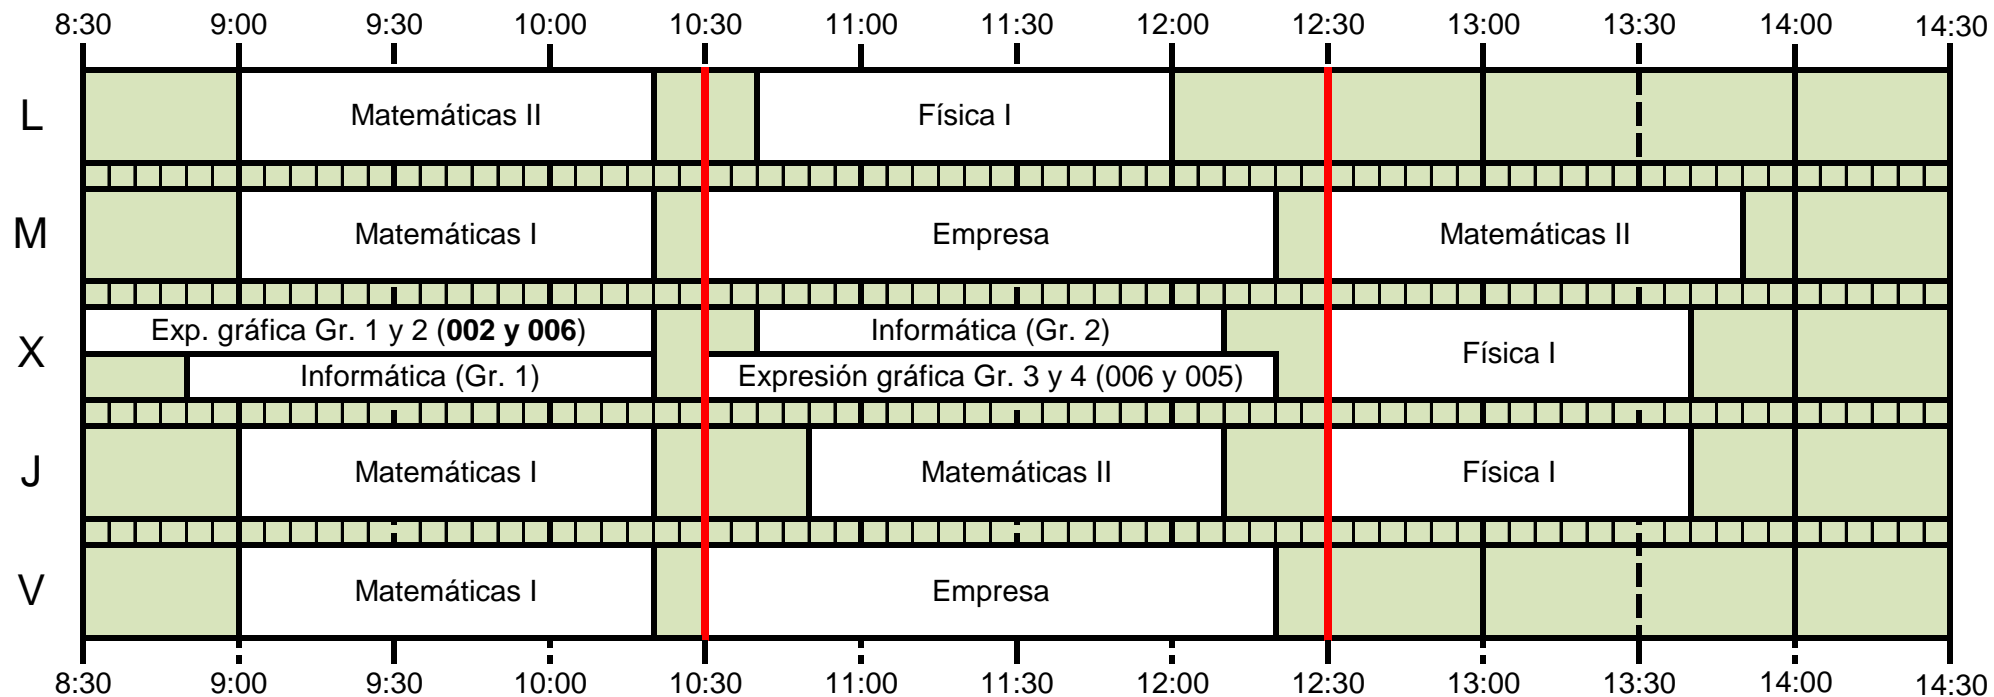 8:30 9:00 9:30 10:00 10:30 11:00 11:30 12:00 12:30 13:00 13:30 14:00 14:30
L Matemáticas II Física I
M Matemáticas I Empresa Matemáticas II
Exp. gráfica Gr. 1 y 2 (002 y 006) Informática (Gr. 2)
X Física I
Informática (Gr. 1) Expresión gráfica Gr. 3 y 4 (006 y 005)
J Matemáticas I Matemáticas II Física I
V Matemáticas I Empresa
8:30 9:00 9:30 10:00 10:30 11:00 11:30 12:00 12:30 13:00 13:30 14:00 14:30